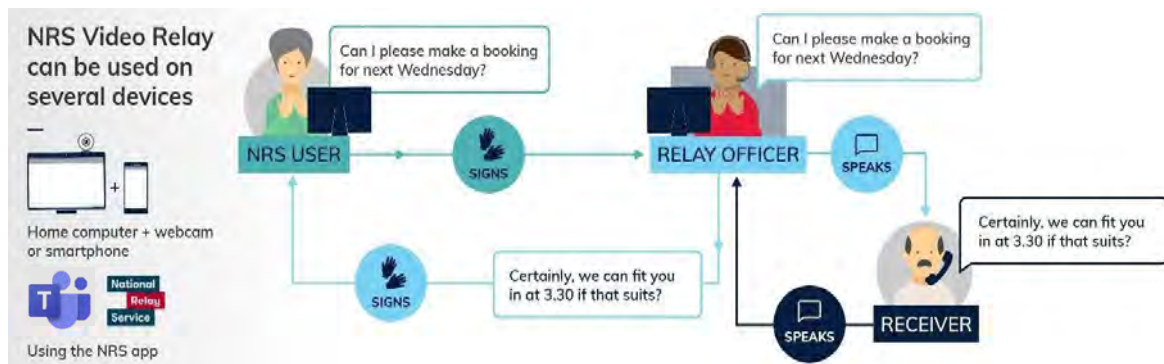 NRS Video Relay
can be used on
several devices
Home computer + webcam
or smartphone
T
National
Relay
Service
Using the NRS app
Can I please make a booking
for next Wednesday?
NRS USER
SIGNS
Can I please make a booking
for next Wednesday?
RELAY OFFICER
SPEAKS
Certainly, we can fit you
in at 3.30 if that suits?
RECEIVER
SPEAKS
Certainly, we can fit you
in at 3.30 if that suits?
SIGNS